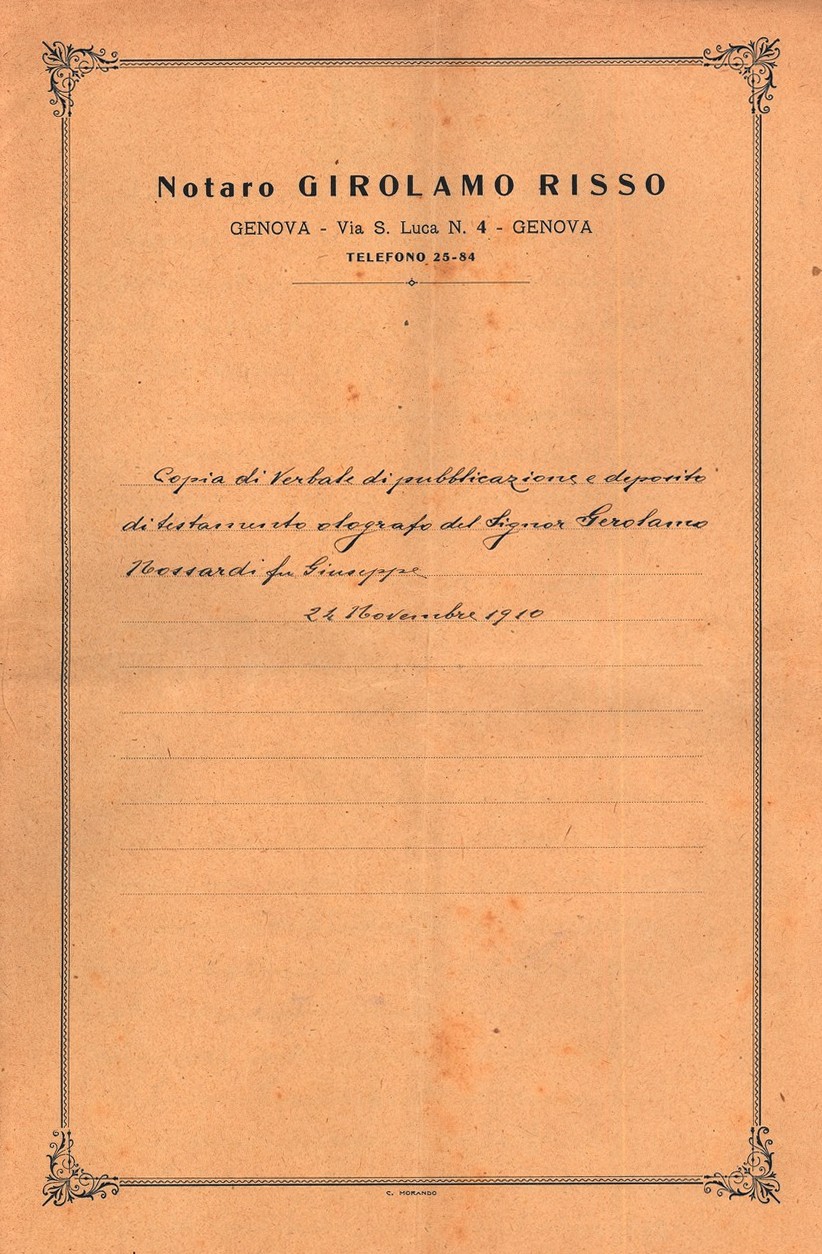 Notaro GIROLAMO RISSO
GENOVA - Via S. Luca N. 4 - GENOVA
TELEFONO 25-84
Copia di Verbale di pubblicazione e deposito
di testamento olografo del Signor Gerolamo
Rossardi fu Giuseppe
24 Novembre 1910
C. MORANDO